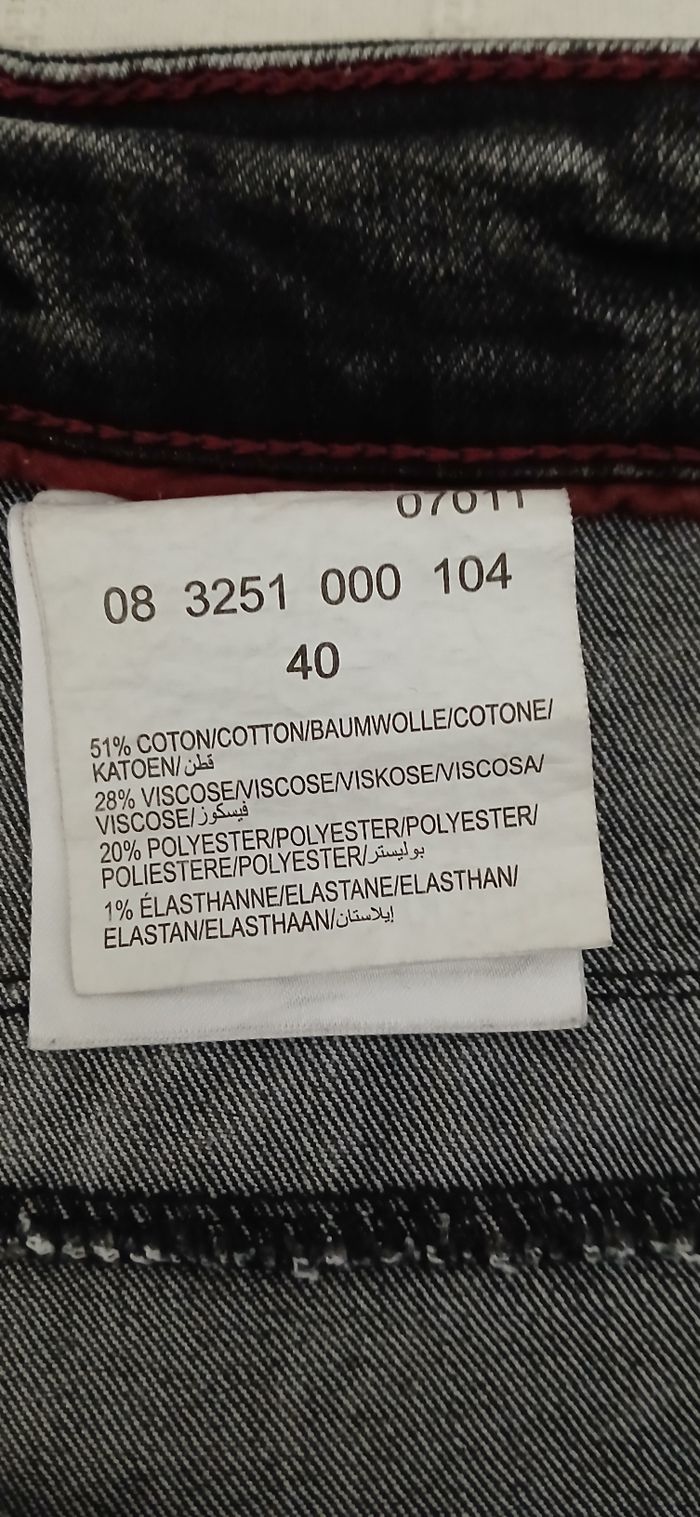 07011
08 3251 000 104
40
51% COTON/COTTON/BAUMWOLLE/COTONE/
KATOEN/قطن
28% VISCOSE/VISCOSE/VISKOSE/VISCOSA/
VISCOSE/فيسكوز
20% POLYESTER/POLYESTER/POLYESTER/
POLIESTERE/POLYESTER/بوليستر
1% ÉLASTHANNE/ELASTANE/ELASTHAN/
ELASTAN/ELASTHAAN/إيلاستان